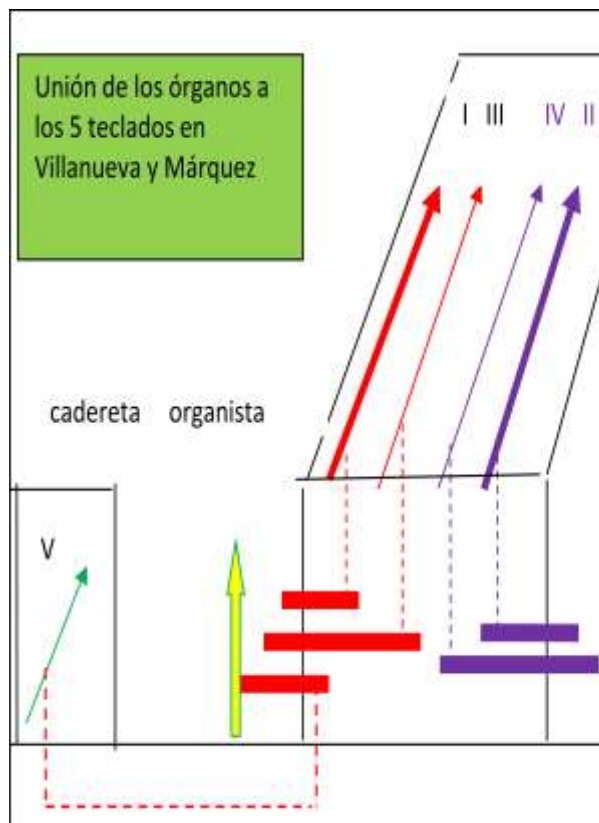 Unión de los órganos a
los 5 teclados en
Villanueva y Márquez
I III IV II
cadereta organista
V